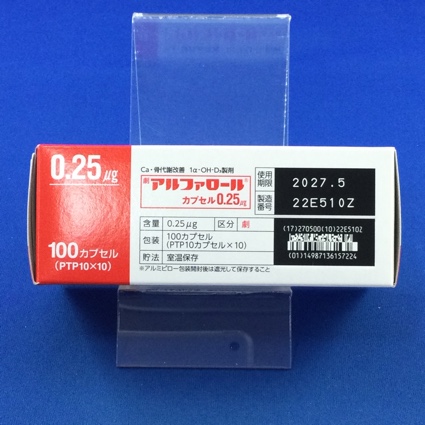 0.25μg
100カプセル
(PTP10×10)
Ca・骨代謝改善 1α-OH-D₃製剤
劇 アルファロール®
カプセル0.25μg
含量 0.25μg 区分 劇
包装 100カプセル
(PTP10カプセル×10)
貯法 室温保存
※アルミピロー包装開封後は遮光して保存すること
使用期限 2027.5
製造番号 22E510Z
(17)270500(10)22E510Z
(01)14987136157224